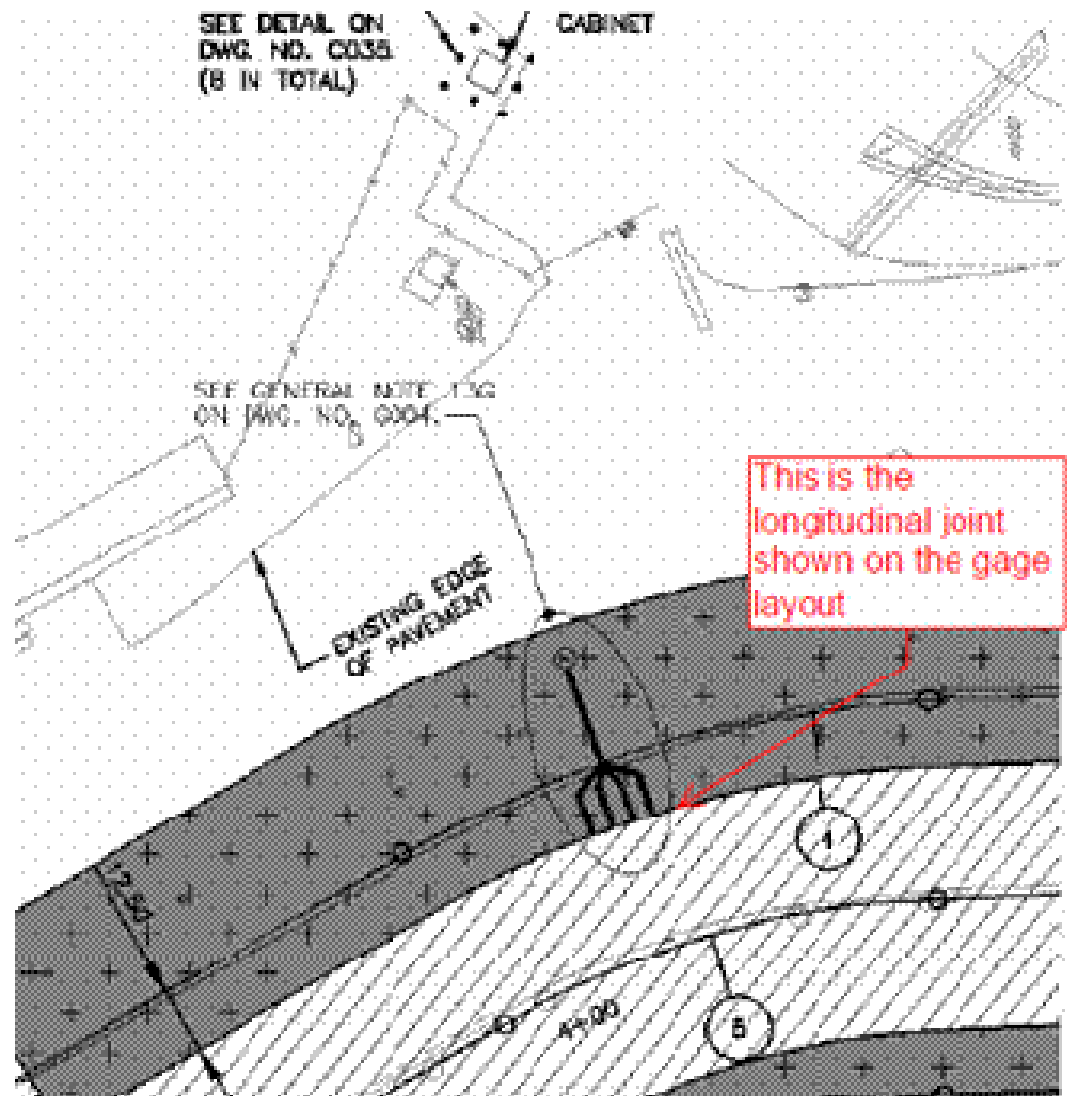 SEE DETAIL ON
DWG. NO. C035
(8 IN TOTAL)
CABINET
SEE GENERAL NOTE 13G
ON DWG. NO. C004.
This is the
longitudinal joint
shown on the gage
layout
EXISTING EDGE
OF PAVEMENT
12.50
4
5